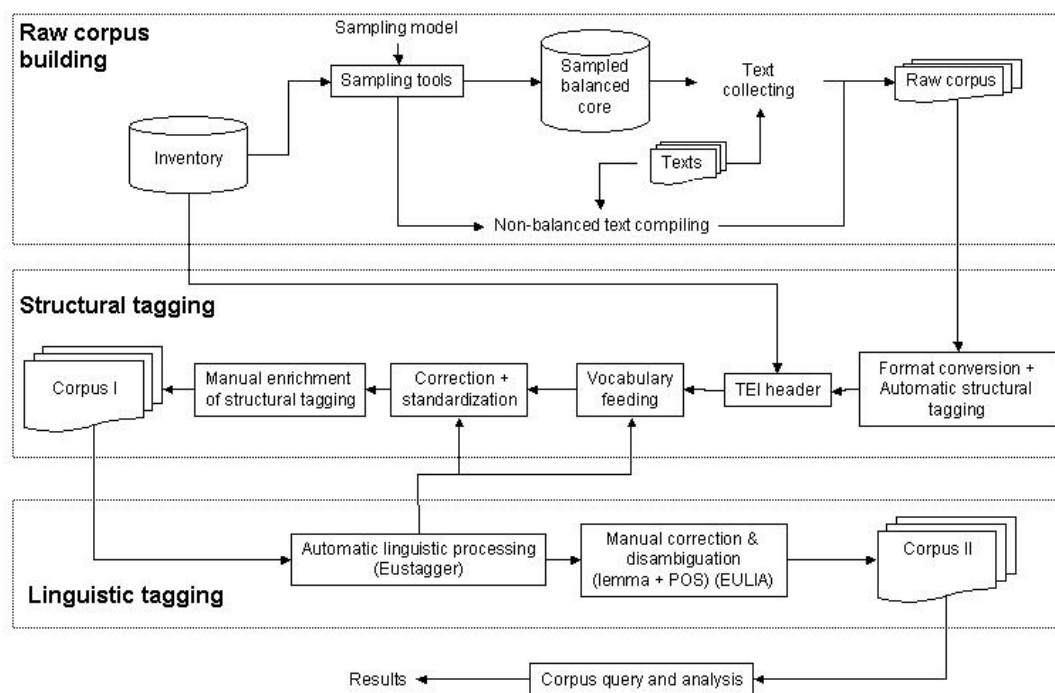 Raw corpus
building
Sampling model
Sampling tools
Sampled
balanced
core
Text
collecting
Raw corpus
Inventory
Texts
Non-balanced text compiling
Structural tagging
Corpus I
Manual enrichment
of structural tagging
Correction +
standardization
Vocabulary
feeding
TEI header
Format conversion +
Automatic structural
tagging
Automatic linguistic processing
(Eustagger)
Manual correction &
disambiguation
(lemma + POS) (EULIA)
Corpus II
Linguistic tagging
Results
Corpus query and analysis